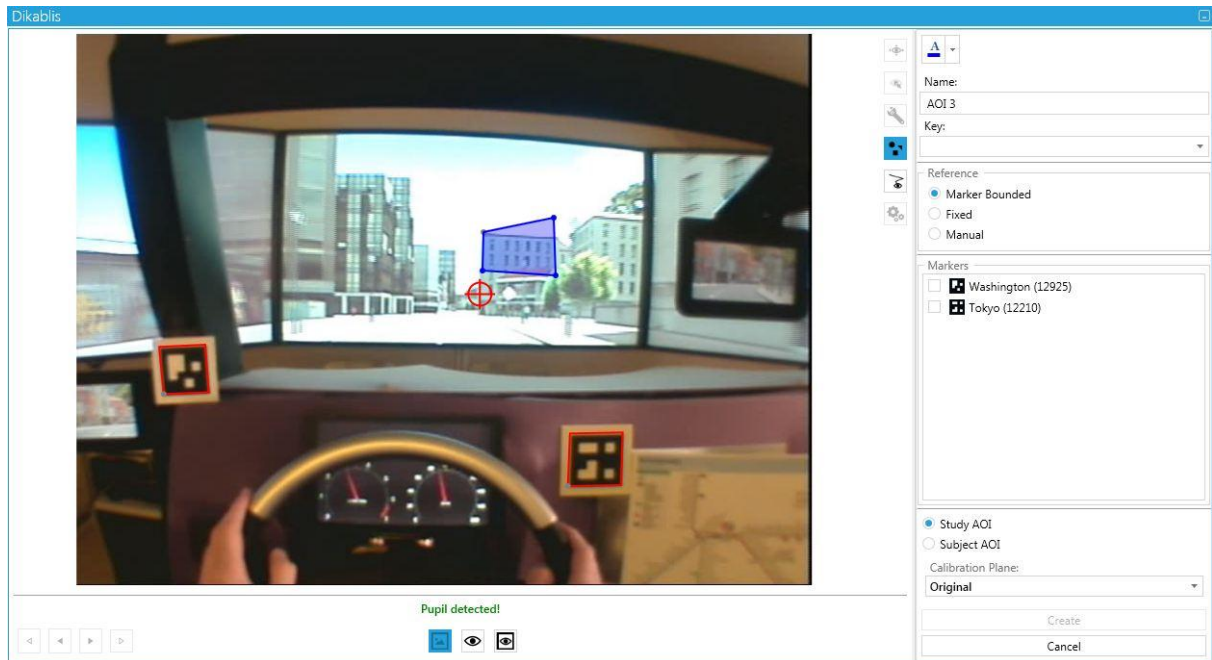 Dikablis
A
Name:
AOI 3
Key:
Reference
Marker Bounded
Fixed
Manual
Markers
Washington (12925)
Tokyo (12210)
Study AOI
Subject AOI
Calibration Plane:
Original
Create
Cancel
Pupil detected!